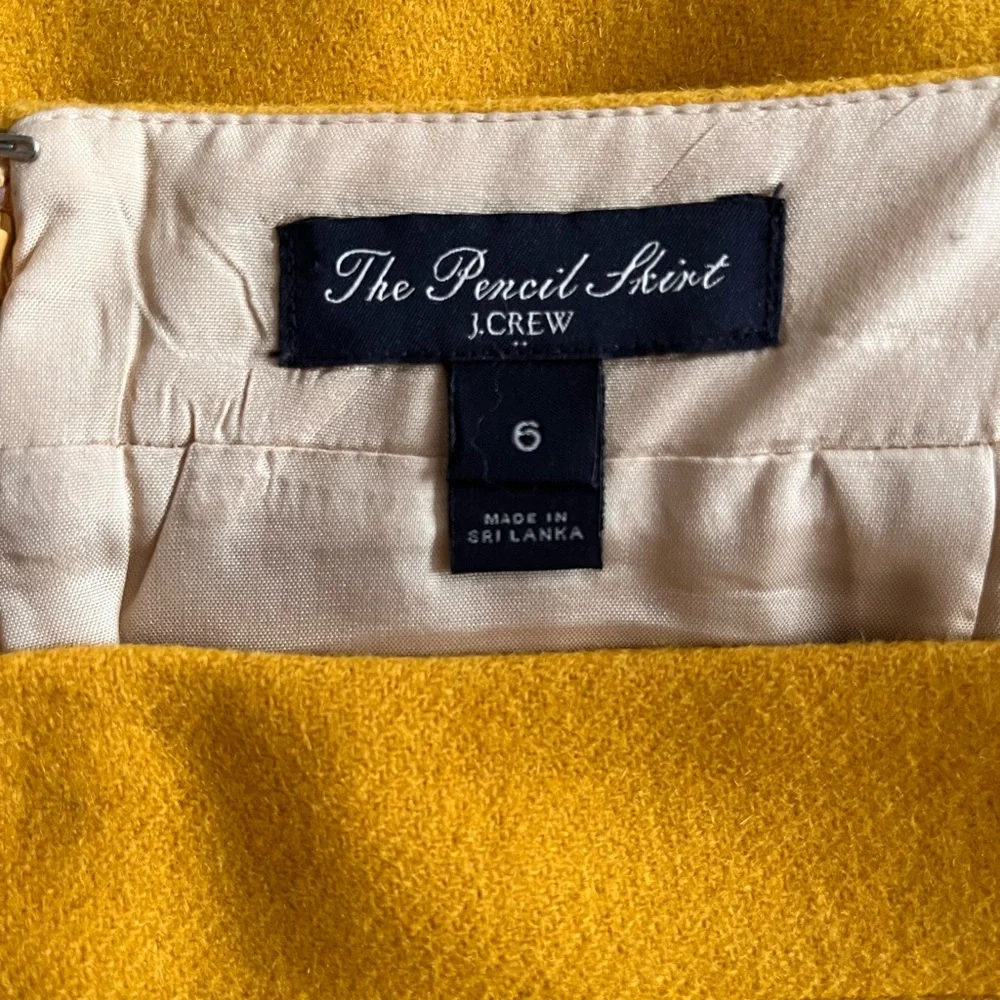 The Pencil Skirt
J.CREW
6
MADE IN
SRI LANKA